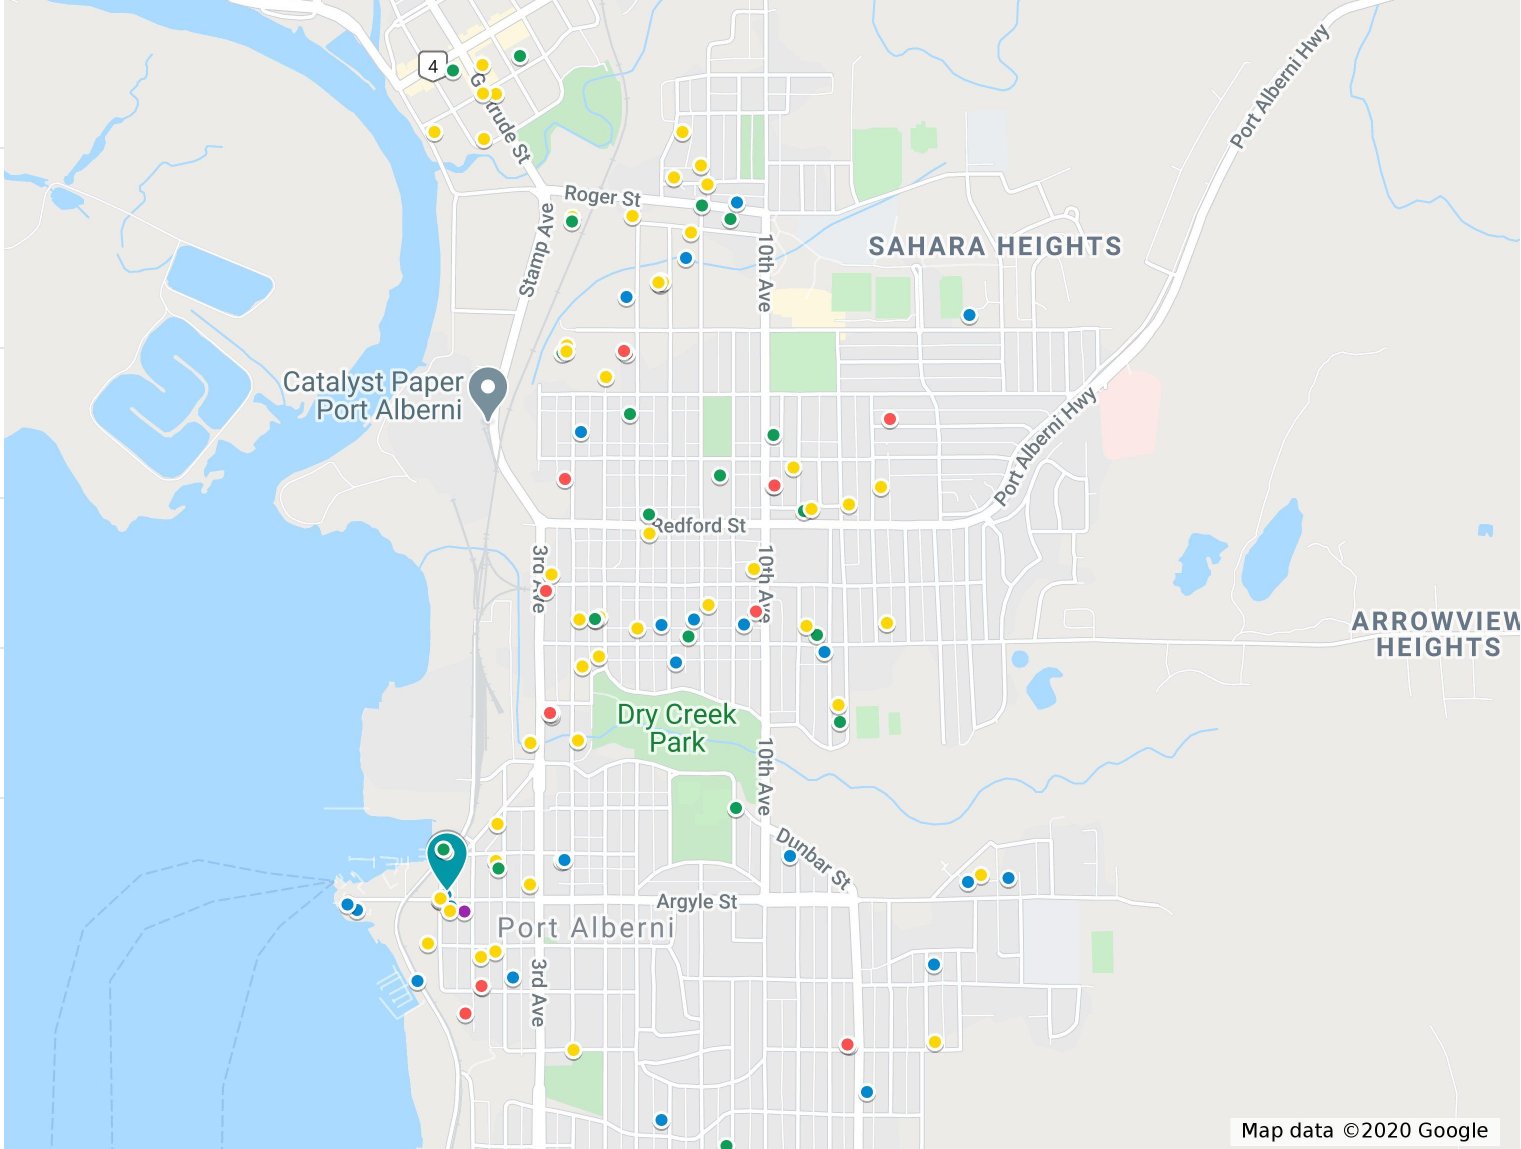 4
Gertrude St
Port Alberni Hwy
Roger St
Stamp Ave
10th Ave
SAHARA HEIGHTS
Catalyst Paper
Port Alberni
Port Alberni Hwy
Redford St
3rd Ave
10th Ave
ARROWVIEW
HEIGHTS
Dry Creek
Park
10th Ave
Dunbar St
Argyle St
Port Alberni
3rd Ave
Map data ©2020 Google